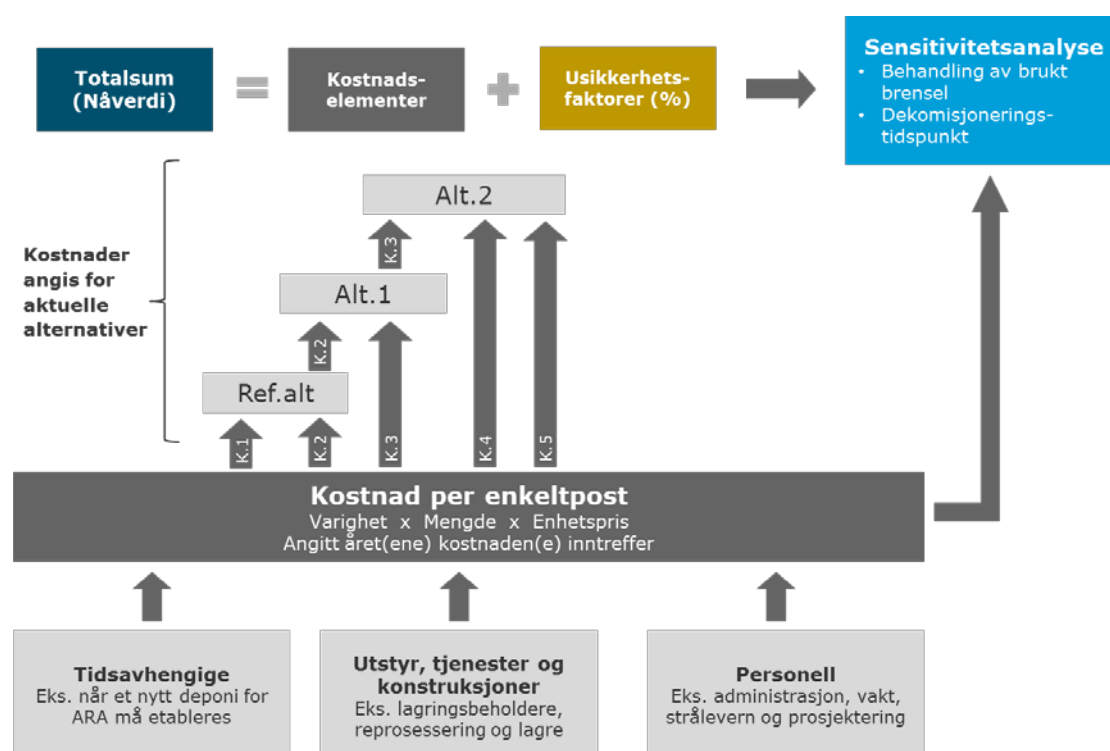 Totalsum
(Nåverdi)
=
Kostnads-
elementer
+
Usikkerhets-
faktorer (%)
Sensitivitetsanalyse
• Behandling av brukt
brensel
• Dekomisjonerings-
tidspunkt
Kostnader
angis for
aktuelle
alternativer
Alt.2
K.3
Alt.1
K.2
Ref.alt
K.1
K.2
K.3
K.4
K.5
Kostnad per enkeltpost
Varighet x Mengde x Enhetspris
Angitt året(ene) kostnaden(e) inntreffer
Tidsavhengige
Eks. når et nytt deponi for
ARA må etableres
Utstyr, tjenester og
konstruksjoner
Eks. lagringsbeholdere,
reprosessering og lagre
Personell
Eks. administrasjon, vakt,
strålevern og prosjektering